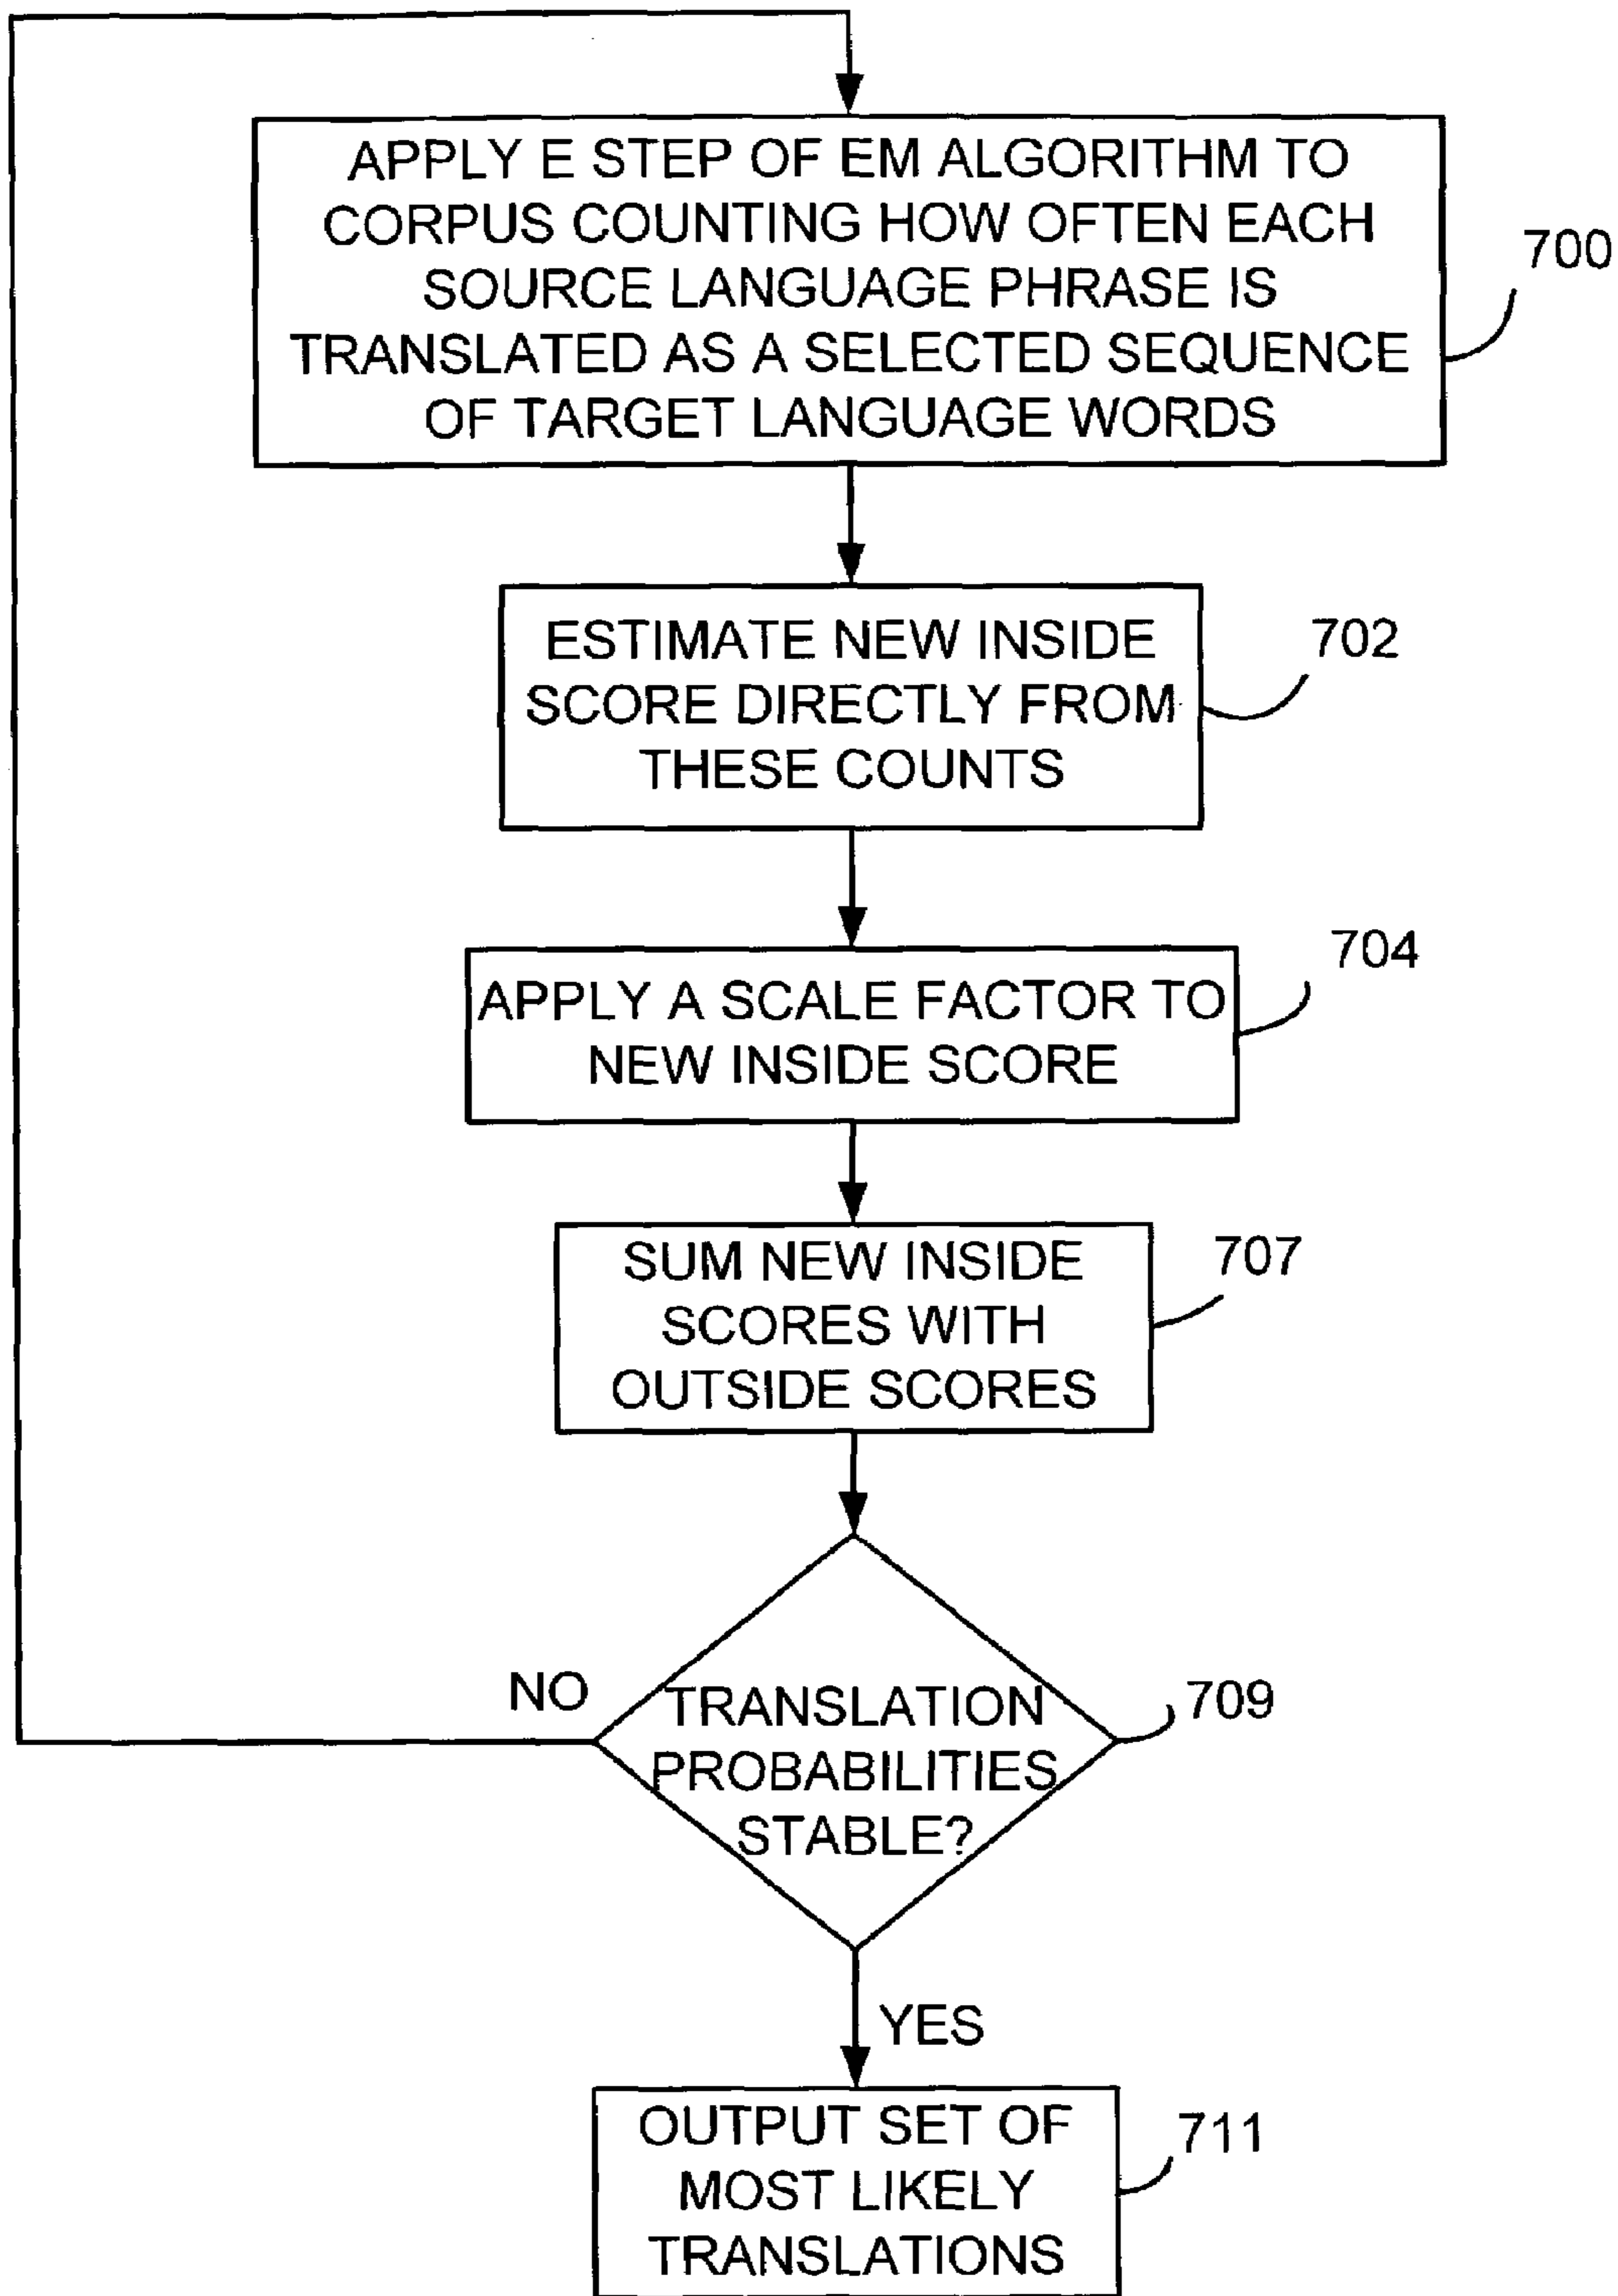 APPLY E STEP OF EM ALGORITHM TO
CORPUS COUNTING HOW OFTEN EACH
SOURCE LANGUAGE PHRASE IS
TRANSLATED AS A SELECTED SEQUENCE
OF TARGET LANGUAGE WORDS
700
ESTIMATE NEW INSIDE
SCORE DIRECTLY FROM
THESE COUNTS
702
APPLY A SCALE FACTOR TO
NEW INSIDE SCORE
704
SUM NEW INSIDE
SCORES WITH
OUTSIDE SCORES
707
NO
TRANSLATION
PROBABILITIES
STABLE?
709
YES
OUTPUT SET OF
MOST LIKELY
TRANSLATIONS
711